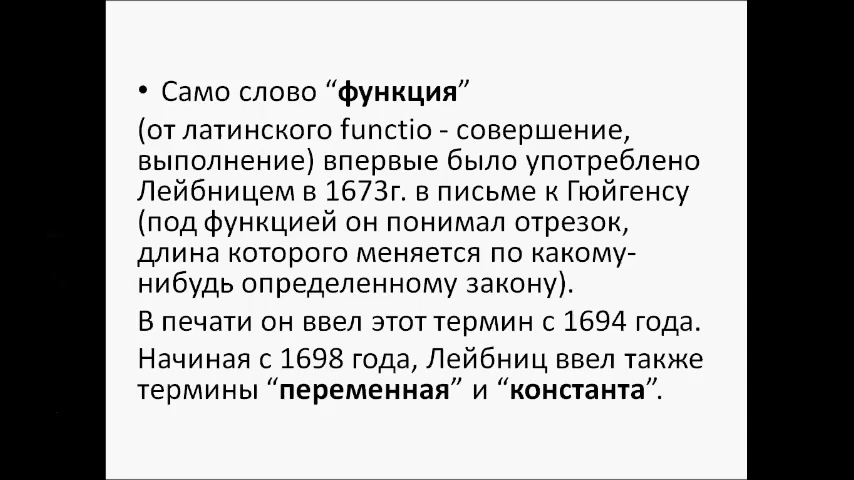 • Само слово “функция”
(от латинского functio - совершение,
выполнение) впервые было употреблено
Лейбницем в 1673г. в письме к Гюйгенсу
(под функцией он понимал отрезок,
длина которого меняется по какому-
нибудь определенному закону).
В печати он ввел этот термин с 1694 года.
Начиная с 1698 года, Лейбниц ввел также
термины “переменная” и “константа”.